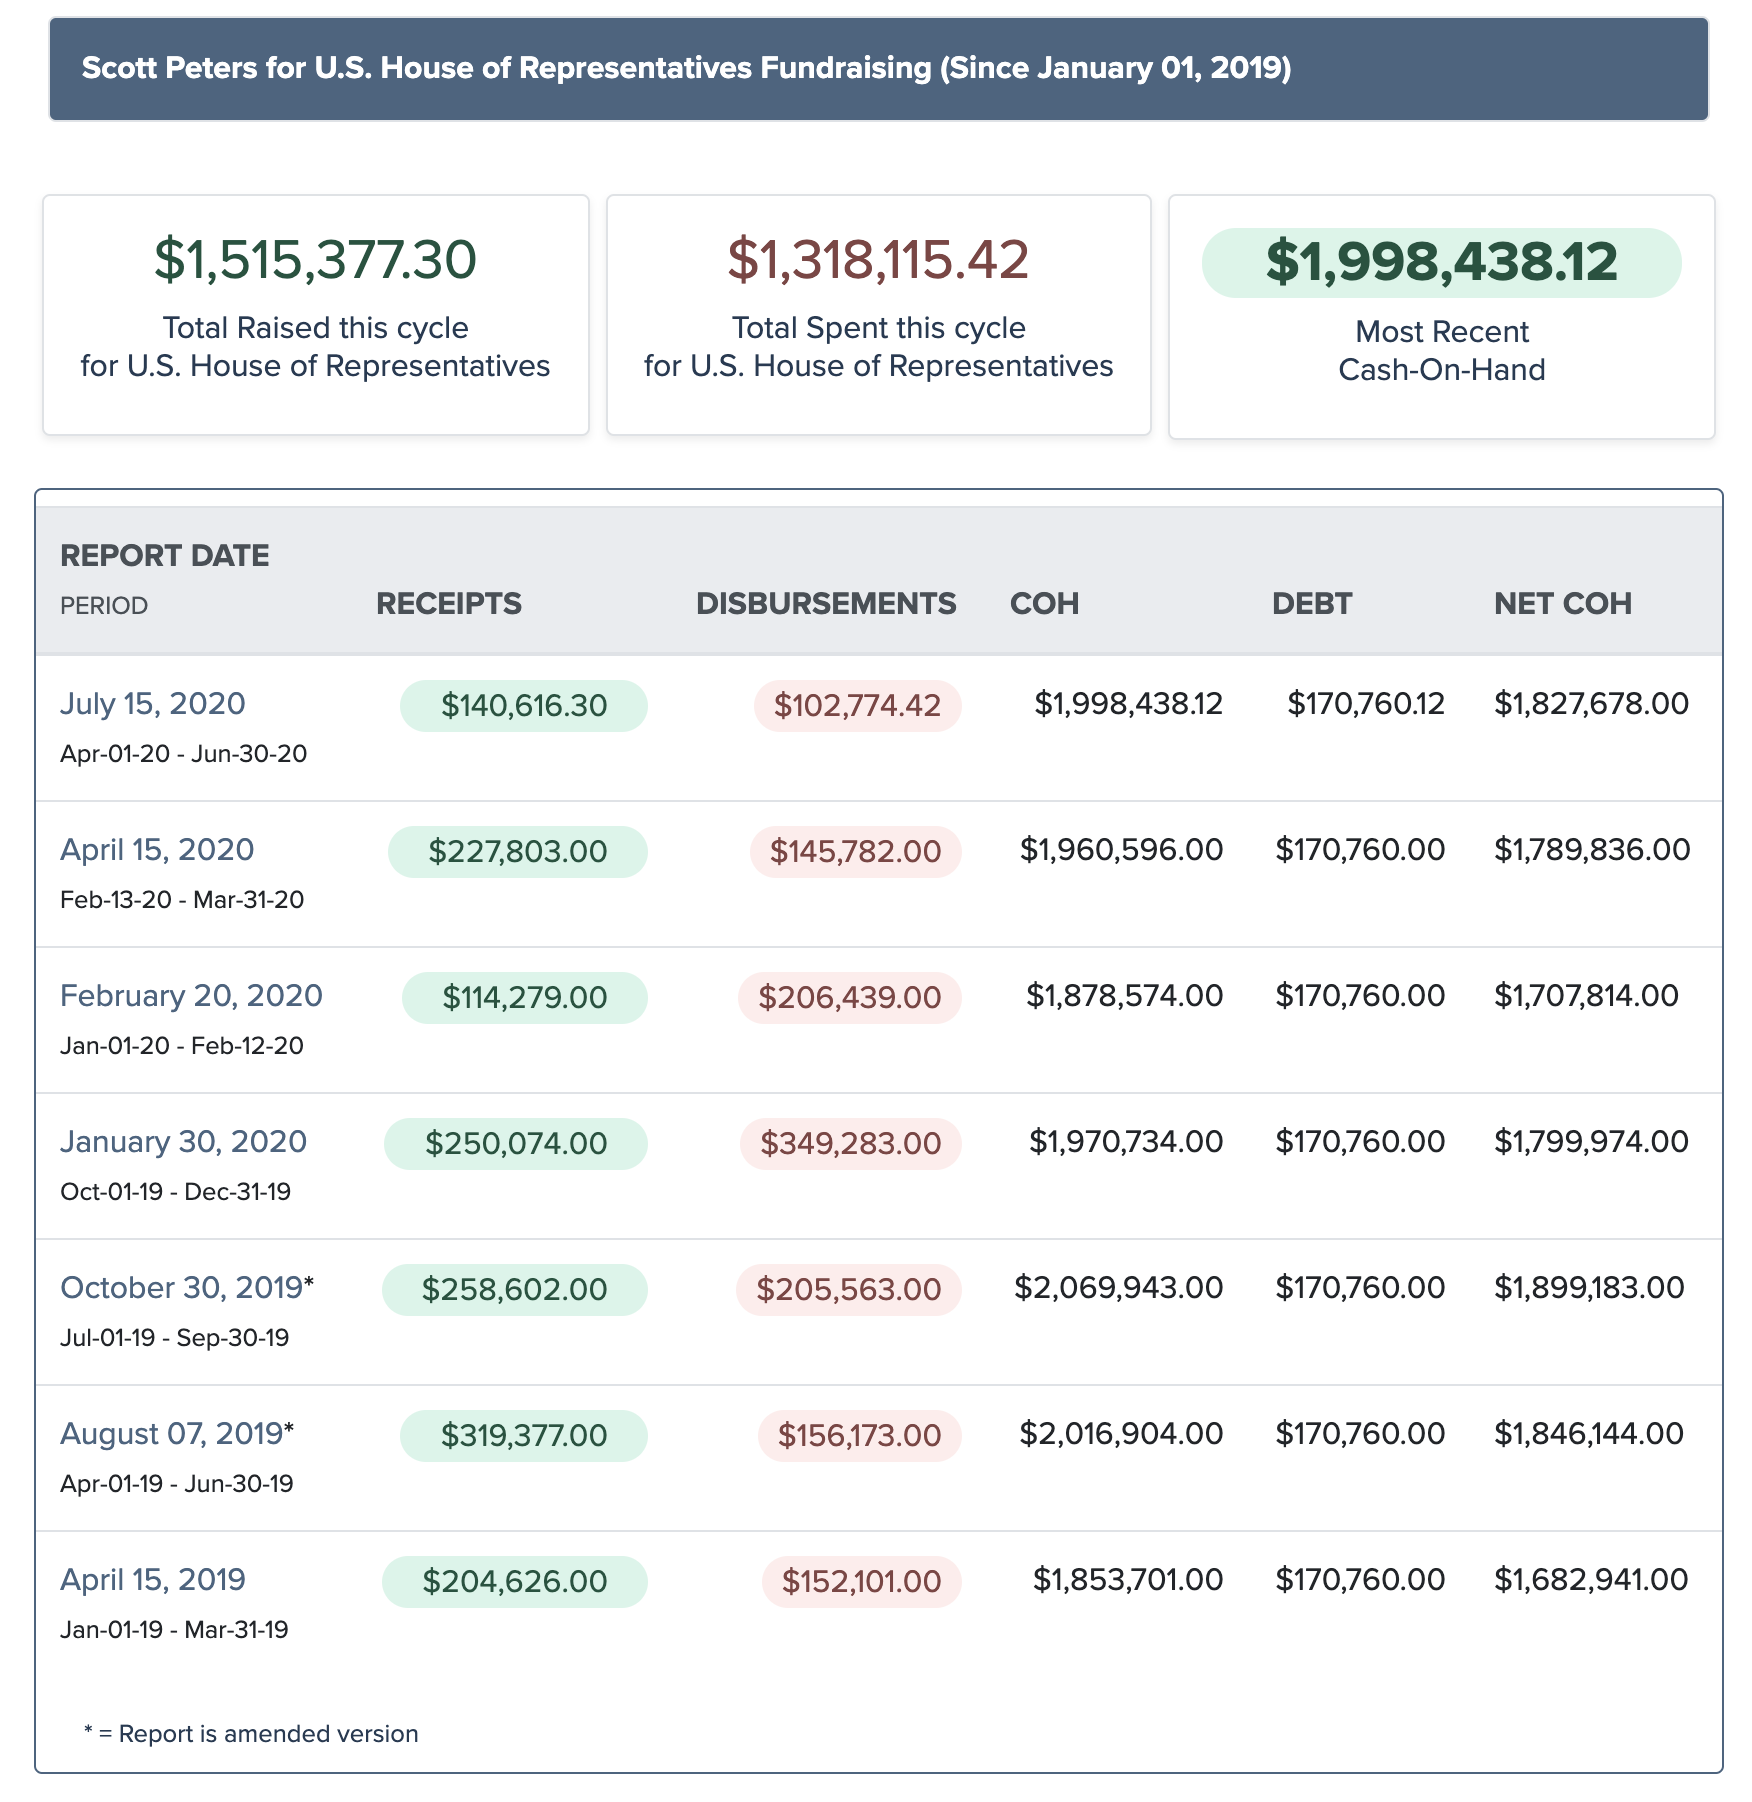 Scott Peters for U.S. House of Representatives Fundraising (Since January 01, 2019)
$1,515,377.30
Total Raised this cycle
for U.S. House of Representatives
$1,318,115.42
Total Spent this cycle
for U.S. House of Representatives
$1,998,438.12
Most Recent
Cash-On-Hand
REPORT DATE
PERIOD RECEIPTS DISBURSEMENTS COH DEBT NET COH
July 15, 2020 $140,616.30 $102,774.42 $1,998,438.12 $170,760.12 $1,827,678.00
Apr-01-20 - Jun-30-20
April 15, 2020 $227,803.00 $145,782.00 $1,960,596.00 $170,760.00 $1,789,836.00
Feb-13-20 - Mar-31-20
February 20, 2020 $114,279.00 $206,439.00 $1,878,574.00 $170,760.00 $1,707,814.00
Jan-01-20 - Feb-12-20
January 30, 2020 $250,074.00 $349,283.00 $1,970,734.00 $170,760.00 $1,799,974.00
Oct-01-19 - Dec-31-19
October 30, 2019* $258,602.00 $205,563.00 $2,069,943.00 $170,760.00 $1,899,183.00
Jul-01-19 - Sep-30-19
August 07, 2019* $319,377.00 $156,173.00 $2,016,904.00 $170,760.00 $1,846,144.00
Apr-01-19 - Jun-30-19
April 15, 2019 $204,626.00 $152,101.00 $1,853,701.00 $170,760.00 $1,682,941.00
Jan-01-19 - Mar-31-19
* = Report is amended version